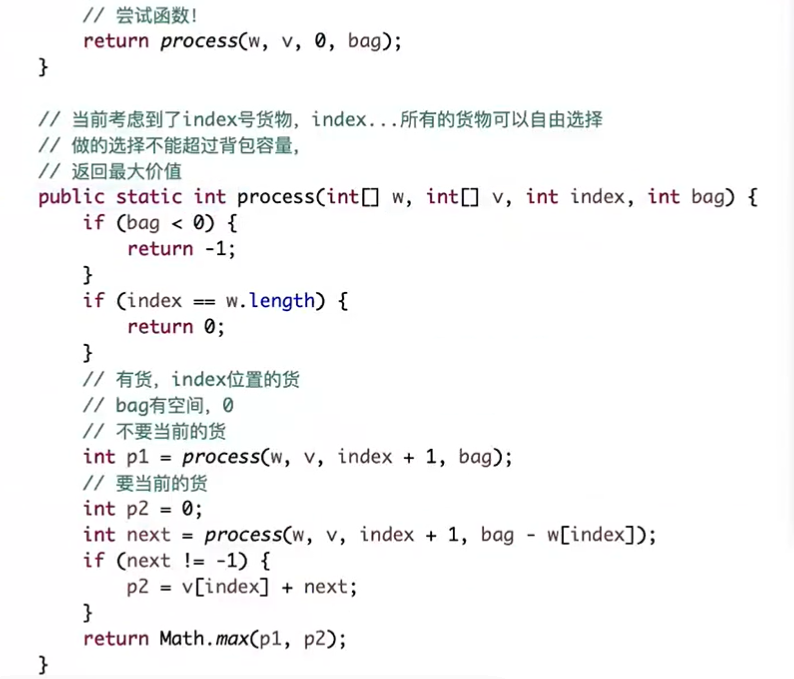 // 尝试函数!
return process(w, v, 0, bag);
}
// 当前考虑到了index号货物，index...所有的货物可以自由选择
// 做的选择不能超过背包容量，
// 返回最大价值
public static int process(int[] w, int[] v, int index, int bag) {
if (bag < 0) {
return -1;
}
if (index == w.length) {
return 0;
}
// 有货，index位置的货
// bag有空间，0
// 不要当前的货
int p1 = process(w, v, index + 1, bag);
// 要当前的货
int p2 = 0;
int next = process(w, v, index + 1, bag - w[index]);
if (next != -1) {
p2 = v[index] + next;
}
return Math.max(p1, p2);
}